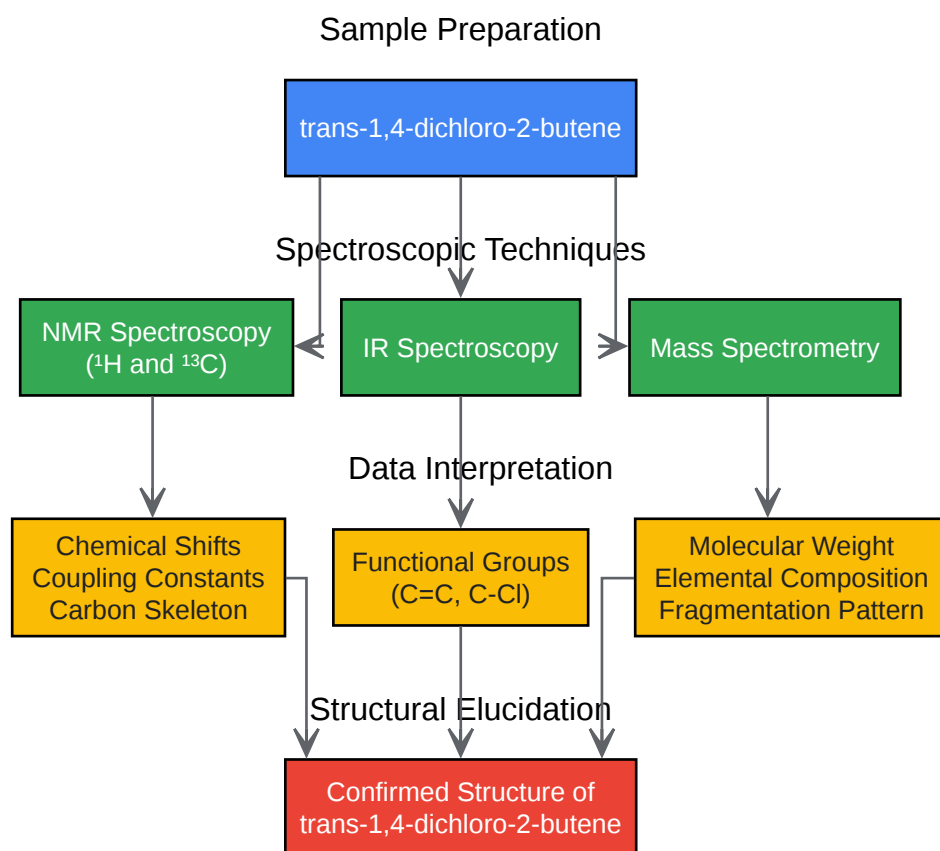 Sample Preparation
trans-1,4-dichloro-2-butene
Spectroscopic Techniques
NMR Spectroscopy
(¹H and ¹³C)
IR Spectroscopy
Mass Spectrometry
Data Interpretation
Chemical Shifts
Coupling Constants
Carbon Skeleton
Functional Groups
(C=C, C-Cl)
Molecular Weight
Elemental Composition
Fragmentation Pattern
Structural Elucidation
Confirmed Structure of
trans-1,4-dichloro-2-butene